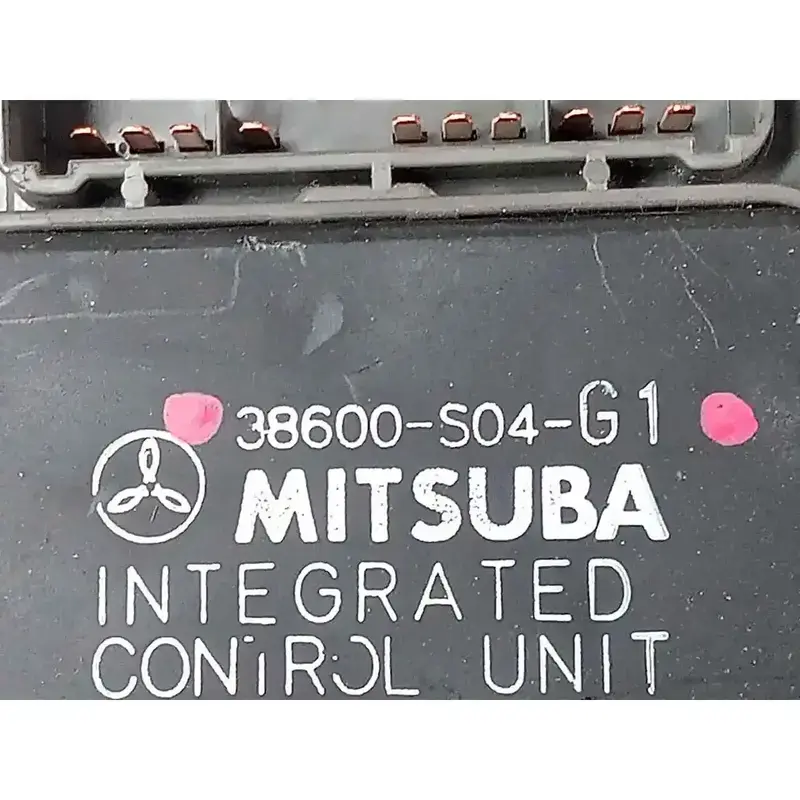 38600-S04-G1
MITSUBA
INTEGRATED
CONTROL UNIT